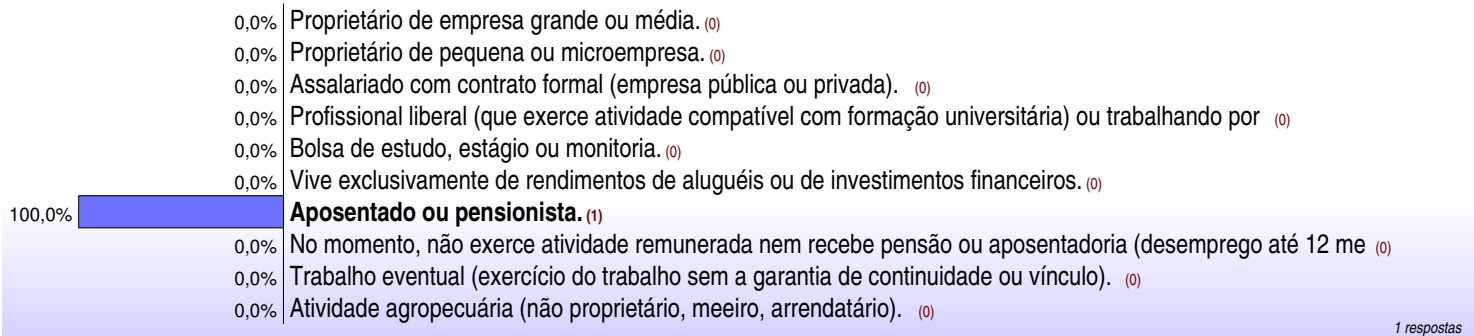 0,0% Proprietário de empresa grande ou média. (0)
0,0% Proprietário de pequena ou microempresa. (0)
0,0% Assalariado com contrato formal (empresa pública ou privada). (0)
0,0% Profissional liberal (que exerce atividade compatível com formação universitária) ou trabalhando por (0)
0,0% Bolsa de estudo, estágio ou monitoria. (0)
0,0% Vive exclusivamente de rendimentos de aluguéis ou de investimentos financeiros. (0)
100,0% Aposentado ou pensionista. (1)
0,0% No momento, não exerce atividade remunerada nem recebe pensão ou aposentadoria (desemprego até 12 me (0)
0,0% Trabalho eventual (exercício do trabalho sem a garantia de continuidade ou vínculo). (0)
0,0% Atividade agropecuária (não proprietário, meeiro, arrendatário). (0)
1 respostas